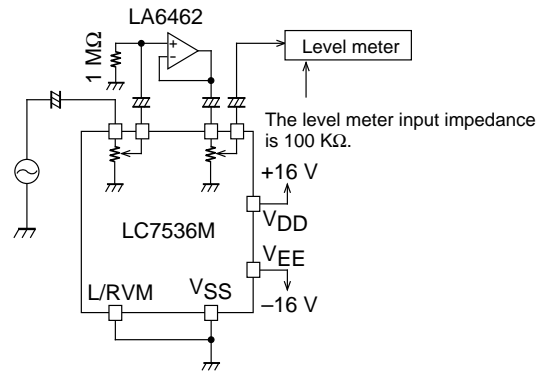 LA6462
1 MΩ
+
−
Level meter
The level meter input impedance
is 100 KΩ.
+16 V
VDD
LC7536M
VEE
L/RVM
VSS
−16 V